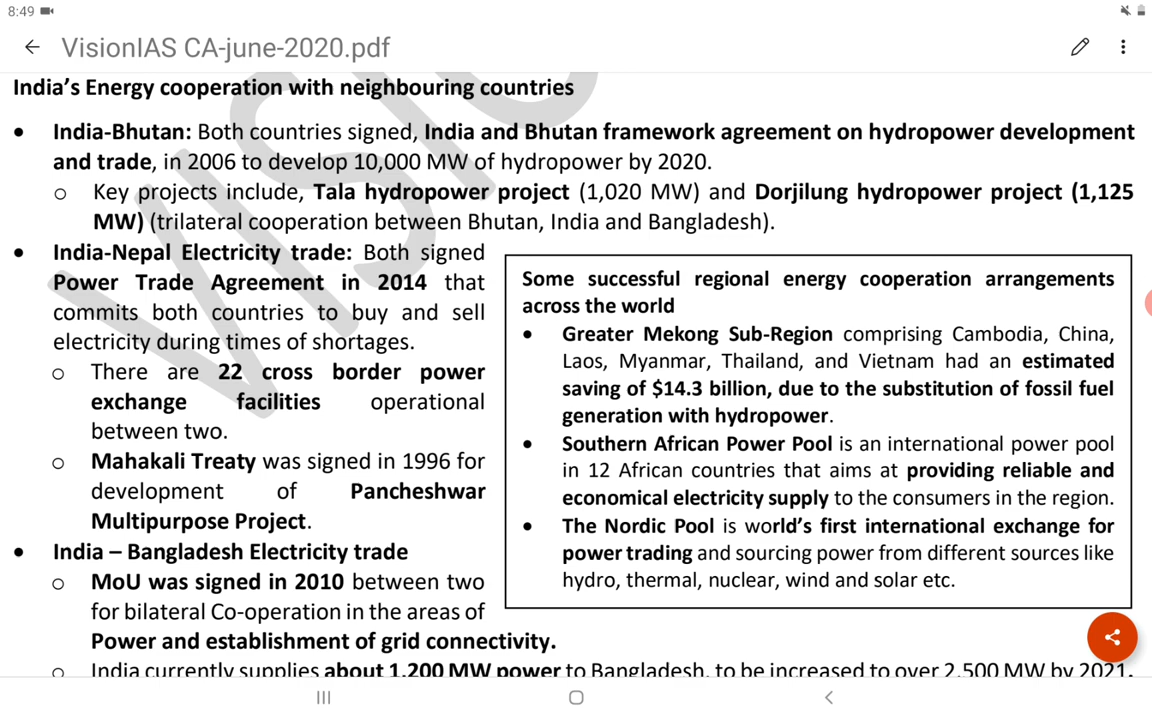 8:49
VisionIAS CA-june-2020.pdf
India's Energy cooperation with neighbouring countries
• India-Bhutan: Both countries signed, India and Bhutan framework agreement on hydropower development
and trade, in 2006 to develop 10,000 MW of hydropower by 2020.
o Key projects include, Tala hydropower project (1,020 MW) and Dorjilung hydropower project (1,125
MW) (trilateral cooperation between Bhutan, India and Bangladesh).
• India-Nepal Electricity trade: Both signed
Power Trade Agreement in 2014 that
commits both countries to buy and sell
electricity during times of shortages.
o There are 22 cross border power
exchange facilities operational
between two.
o Mahakali Treaty was signed in 1996 for
development of Pancheshwar
Multipurpose Project.
• India – Bangladesh Electricity trade
o MoU was signed in 2010 between two
for bilateral Co-operation in the areas of
Power and establishment of grid connectivity.
o India currently supplies about 1,200 MW power to Bangladesh, to be increased to over 2,500 MW by 2021.
Some successful regional energy cooperation arrangements
across the world
• Greater Mekong Sub-Region comprising Cambodia, China,
Laos, Myanmar, Thailand, and Vietnam had an estimated
saving of $14.3 billion, due to the substitution of fossil fuel
generation with hydropower.
• Southern African Power Pool is an international power pool
in 12 African countries that aims at providing reliable and
economical electricity supply to the consumers in the region.
• The Nordic Pool is world's first international exchange for
power trading and sourcing power from different sources like
hydro, thermal, nuclear, wind and solar etc.